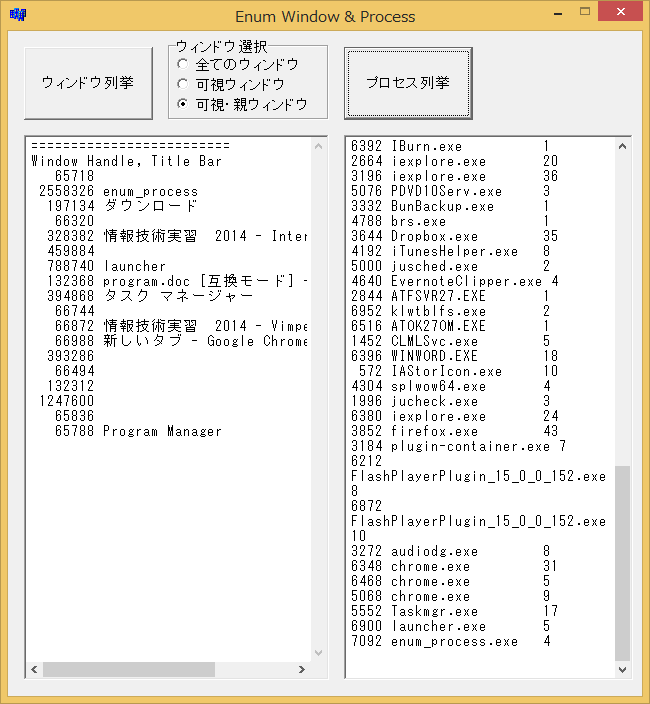 Enum Window & Process
ウィンドウ列挙
ウィンドウ選択
全てのウィンドウ
可視ウィンドウ
可視・親ウィンドウ
プロセス列挙
=========================
Window Handle, Title Bar
65718
2558326 enum_process
197134 ダウンロード
66320
328382 情報技術実習 2014 - Inter
459884
788740 launcher
132368 program.doc [互換モード] -
394868 タスク マネージャー
66744
66872 情報技術実習 2014 - Vimpe
66988 新しいタブ - Google Chrome
393286
66494
132312
1247600
65836
65788 Program Manager
6392 IBurn.exe 1
2664 iexplore.exe 20
3196 iexplore.exe 36
5076 PDVD10Serv.exe 3
3332 BunBackup.exe 1
4788 brs.exe 1
3644 Dropbox.exe 35
4192 iTunesHelper.exe 8
5000 jusched.exe 2
4640 EvernoteClipper.exe 4
2844 ATFSVR27.EXE 1
6952 klwtblfs.exe 2
6516 ATOK27OM.EXE 1
1452 CLMLSvc.exe 5
6396 WINWORD.EXE 18
572 IAStorIcon.exe 10
4304 splwow64.exe 4
1996 jucheck.exe 3
6380 iexplore.exe 24
3852 firefox.exe 43
3184 plugin-container.exe 7
6212
FlashPlayerPlugin_15_0_0_152.exe
8
6872
FlashPlayerPlugin_15_0_0_152.exe
10
3272 audiodg.exe 8
6348 chrome.exe 31
6468 chrome.exe 5
5068 chrome.exe 9
5552 Taskmgr.exe 17
6900 launcher.exe 5
7092 enum_process.exe 4